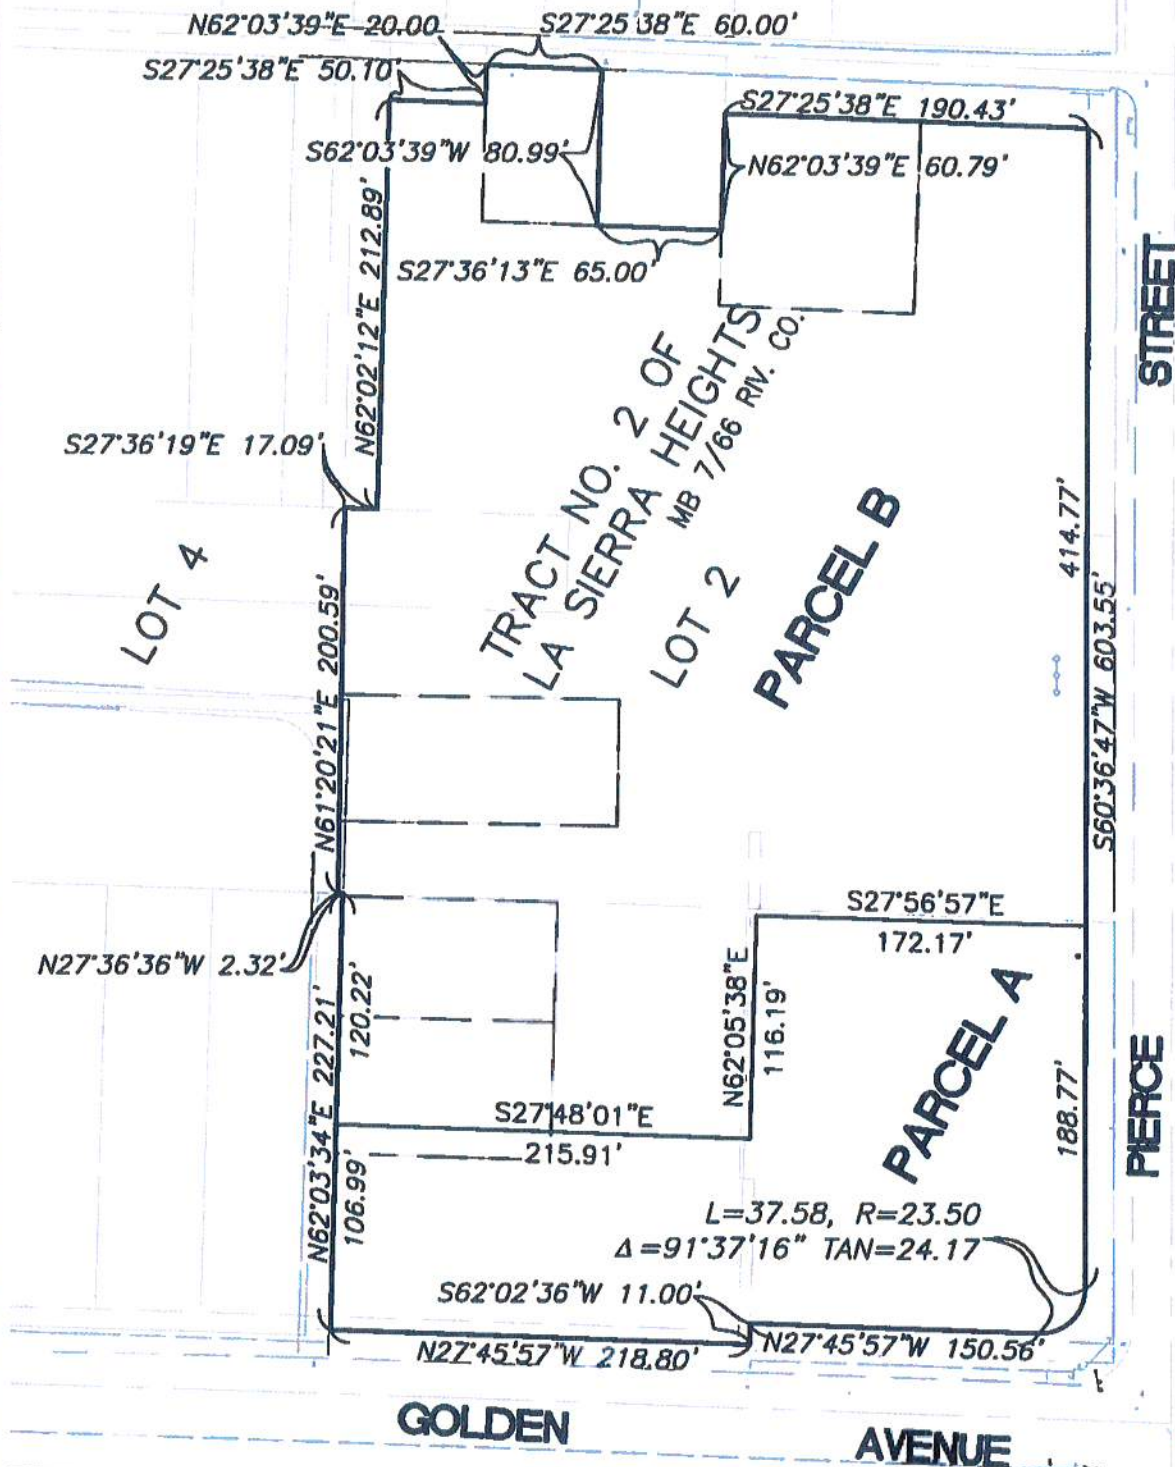 N62°03'39"E 20.00
S27°25'38"E 60.00'
S27°25'38"E 50.10'
S27°25'38"E 190.43'
S62°03'39"W 80.99'
N62°03'39"E 60.79'
N62°02'12"E 212.89'
S27°36'13"E 65.00'
STREET
S27°36'19"E 17.09'
TRACT NO. 2 OF
LA SIERRA HEIGHTS
MB 7/66 RIV. CO.
LOT 4
LOT 2
PARCEL B
414.77'
S60°36'47"W 603.55'
N61°20'21"E 200.59'
S27°56'57"E
172.17'
N27°36'36"W 2.32'
N62°03'34"E 227.21'
120.22'
N62°05'38"E
116.19'
PARCEL A
188.77'
PIERCE
S27°48'01"E
215.91'
106.99'
L=37.58, R=23.50
Δ=91°37'16" TAN=24.17
S62°02'36"W 11.00'
N27°45'57"W 218.80'
N27°45'57"W 150.56'
GOLDEN AVENUE